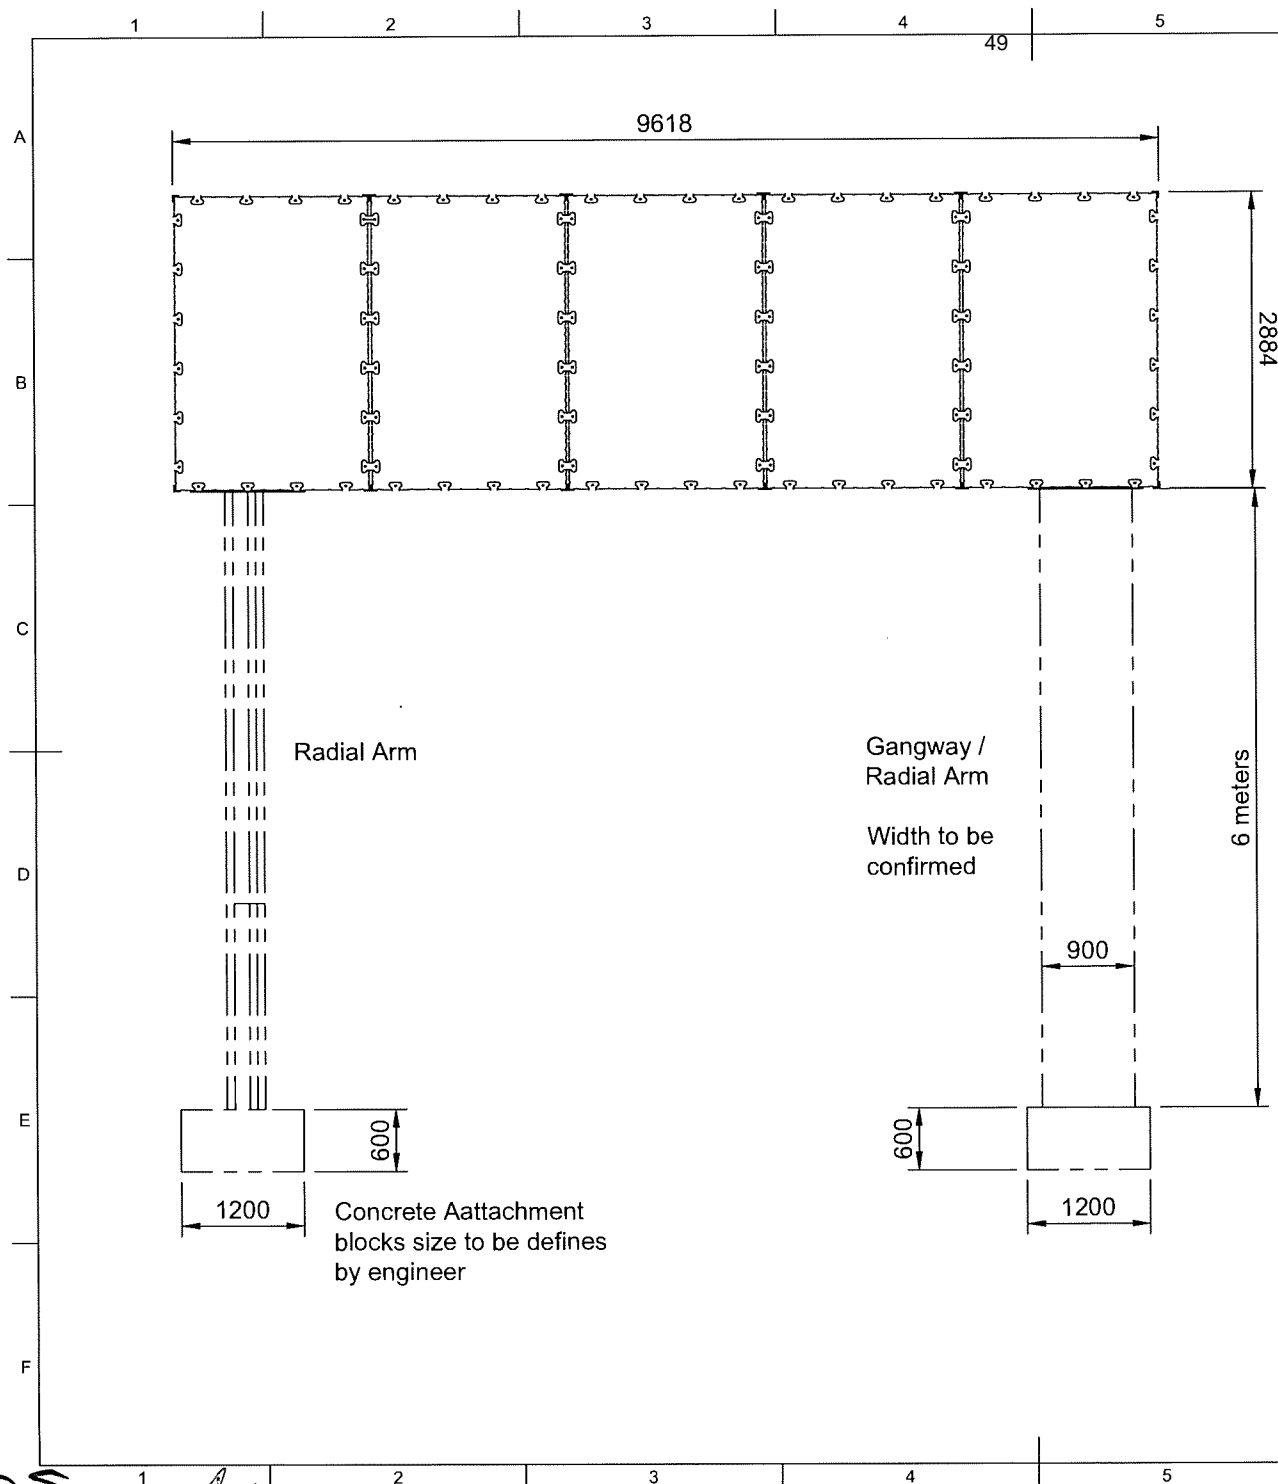 1 2 3 4 5
49
A
9618
2884
B
C
Radial Arm
Gangway /
Radial Arm
Width to be
confirmed
6 meters
D
900
E
600
600
1200
1200
Concrete Aattachment
blocks size to be defines
by engineer
F
1 2 3 4 5